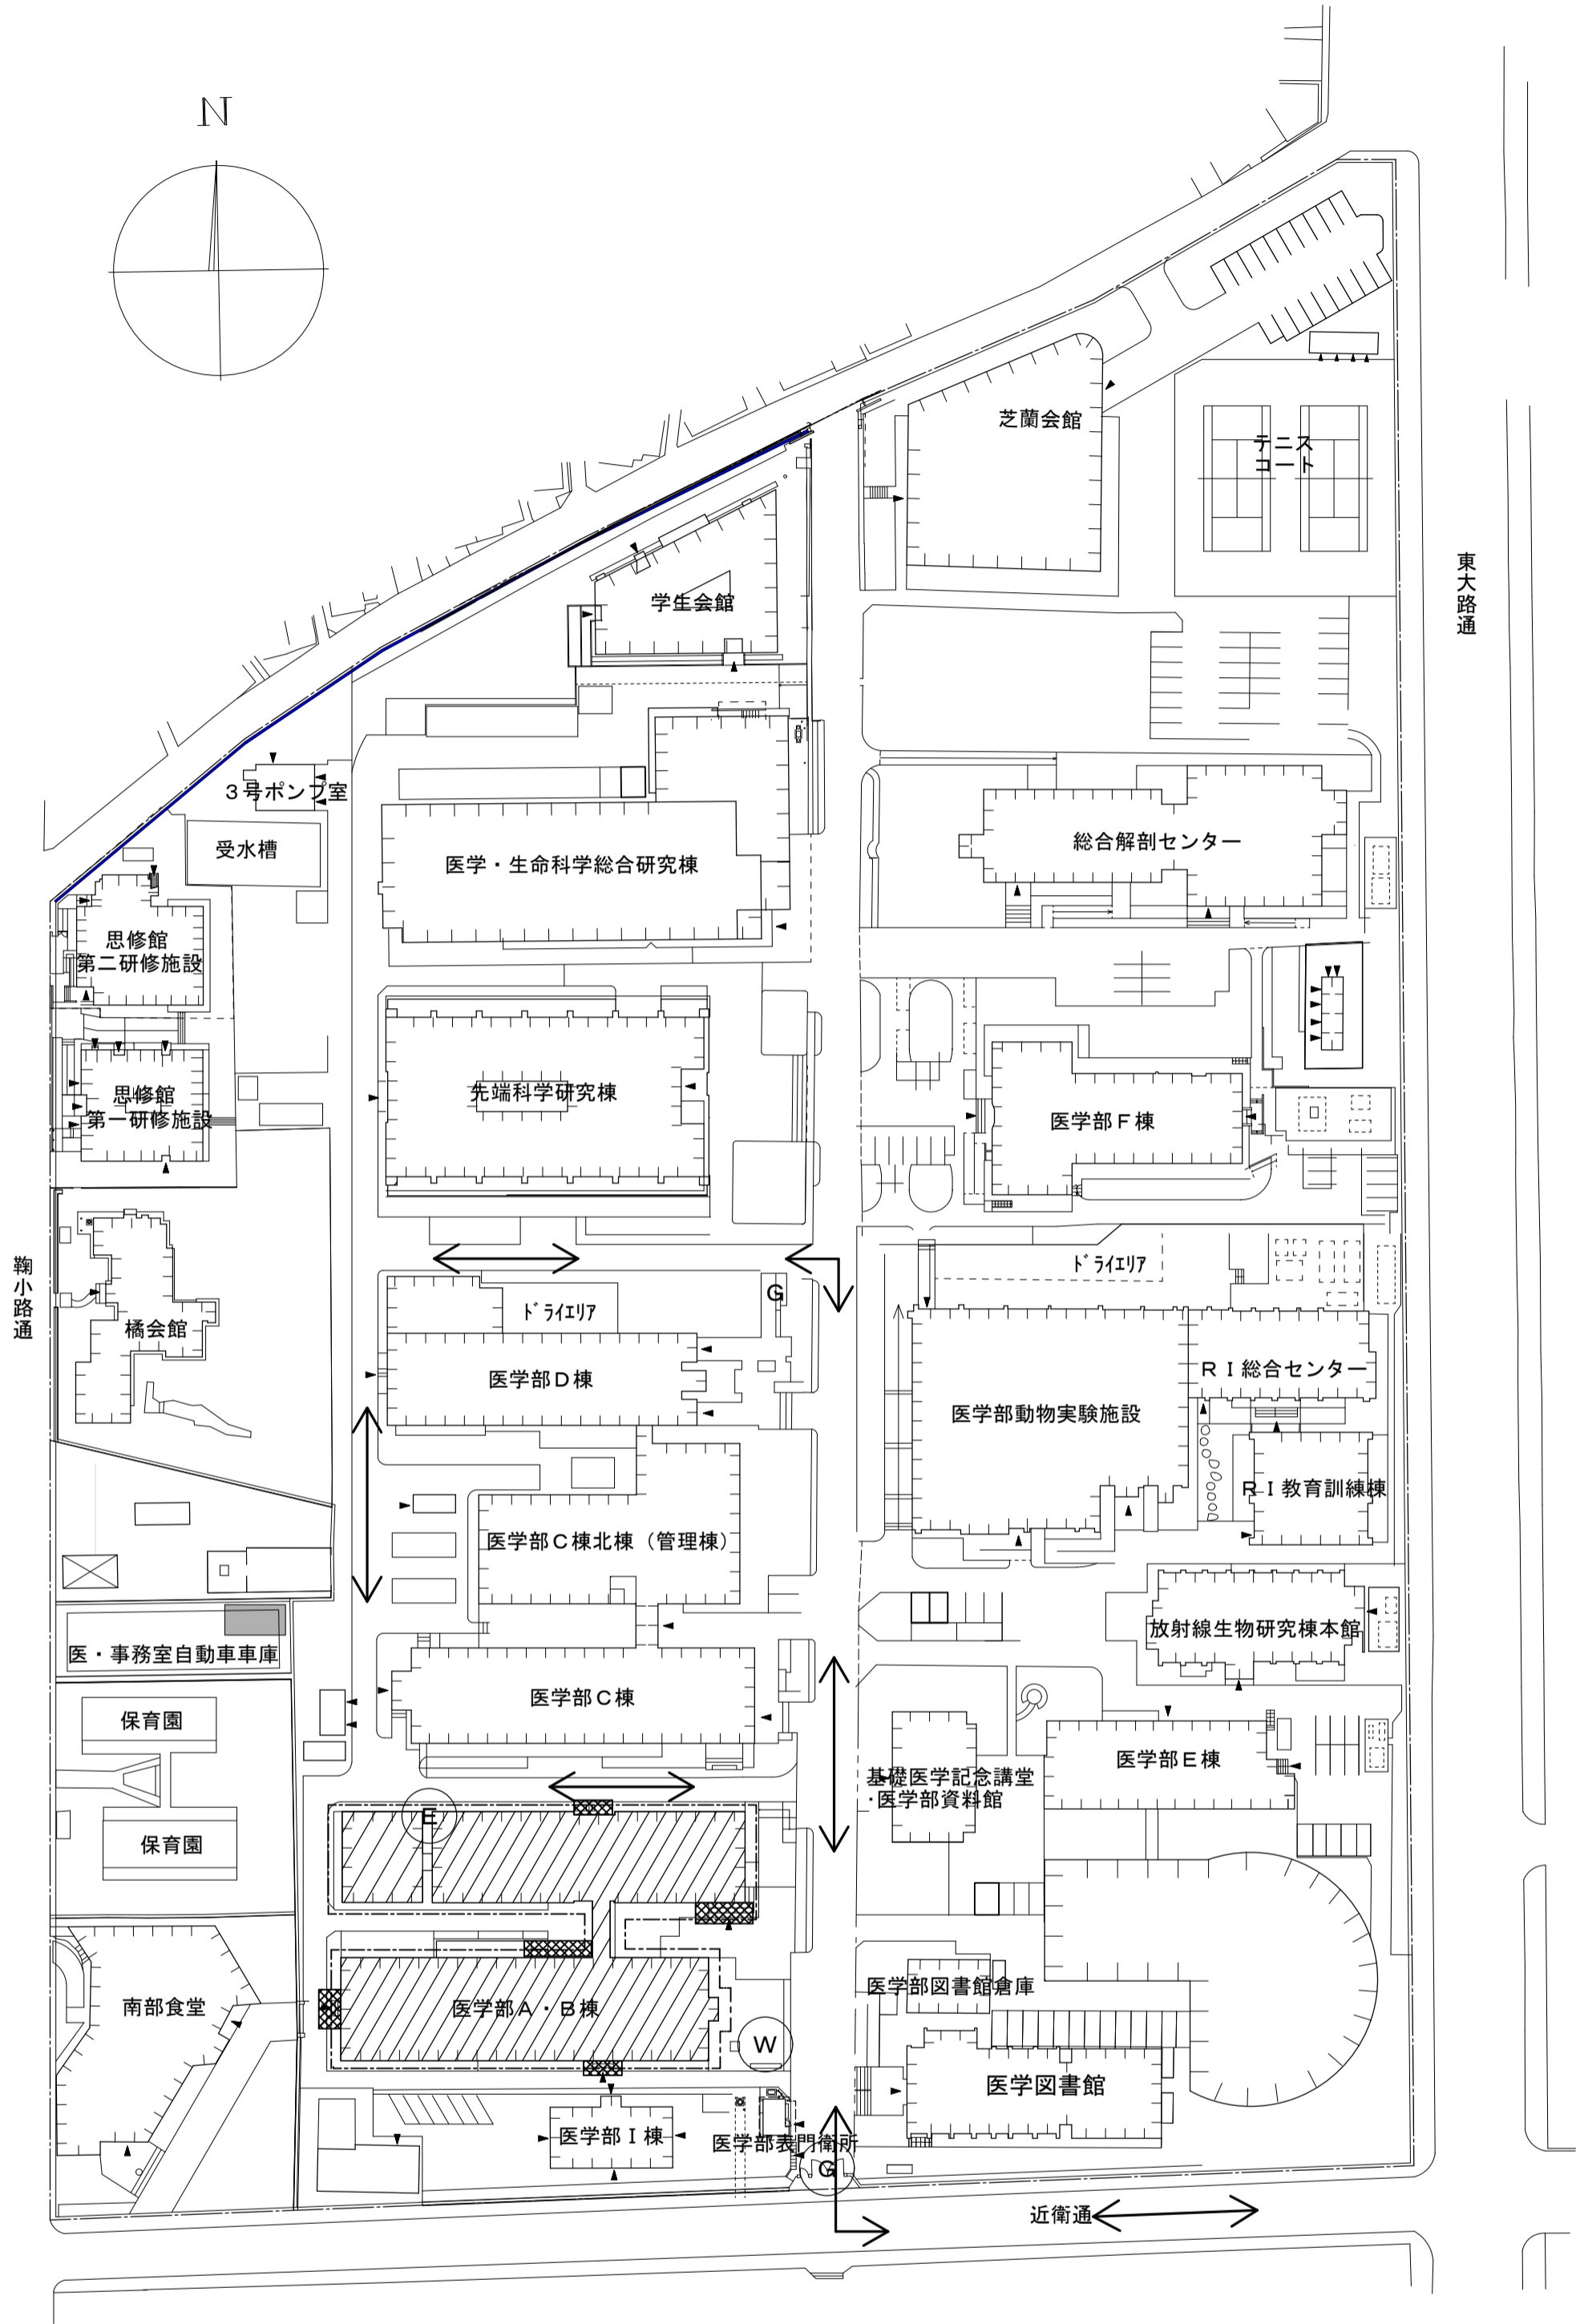 N
芝蘭会館
テニス
コート
東大路通
学生会館
3号ポンプ室
受水槽
医学・生命科学総合研究棟
総合解剖センター
思修館
第二研修施設
先端科学研究棟
思修館
第一研修施設
医学部F棟
鞠小路通
橘会館
G
ドライエリア
ドライエリア
医学部D棟
RI総合センター
医学部動物実験施設
RI教育訓練棟
医学部C棟北棟(管理棟)
医・事務室自動車車庫
放射線生物研究棟本館
医学部C棟
保育園
医学部E棟
基礎医学記念講堂
・医学部資料館
E
保育園
医学部図書館倉庫
南部食堂
医学部A・B棟
W
医学図書館
医学部I棟
医学部表門衛所
G
近衛通